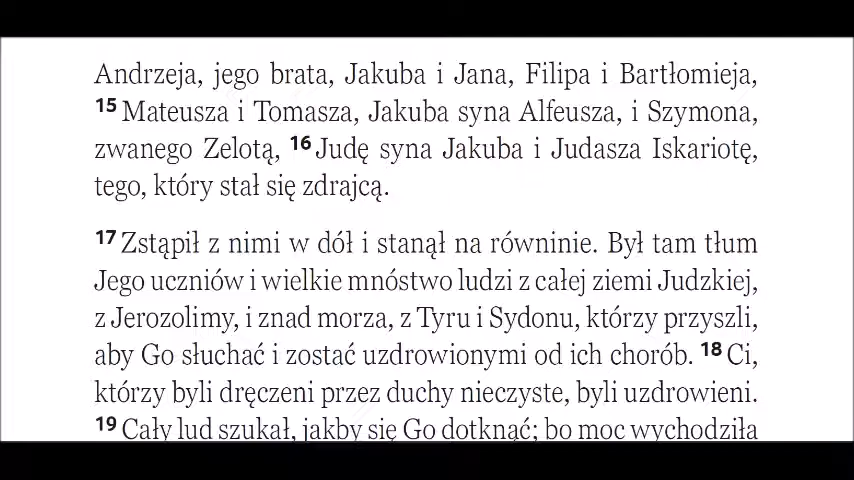 Andrzeja, jego brata, Jakuba i Jana, Filipa i Bartłomieja,
15 Mateusza i Tomasza, Jakuba syna Alfeusza, i Szymona,
zwanego Zelotą, 16 Judę syna Jakuba i Judasza Iskariotę,
tego, który stał się zdrajcą.
17 Zstąpił z nimi w dół i stanął na równinie. Był tam tłum
Jego uczniów i wielkie mnóstwo ludzi z całej ziemi Judzkiej,
z Jerozolimy, i znad morza, z Tyru i Sydonu, którzy przyszli,
aby Go słuchać i zostać uzdrowionymi od ich chorób. 18 Ci,
którzy byli dręczeni przez duchy nieczyste, byli uzdrowieni.
19 Cały lud szukał, jakby się Go dotknąć; bo moc wychodziła